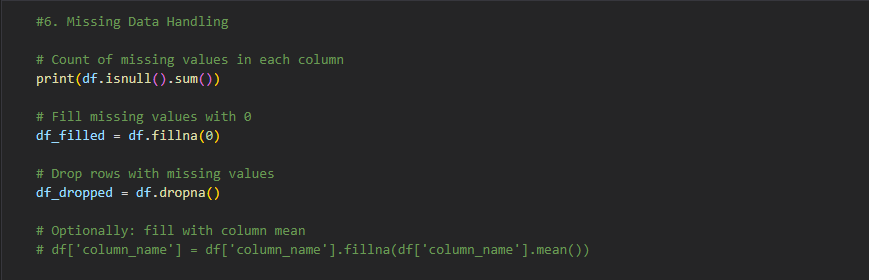 #6. Missing Data Handling
# Count of missing values in each column
print(df.isnull().sum())
# Fill missing values with 0
df_filled = df.fillna(0)
# Drop rows with missing values
df_dropped = df.dropna()
# Optionally: fill with column mean
# df['column_name'] = df['column_name'].fillna(df['column_name'].mean())